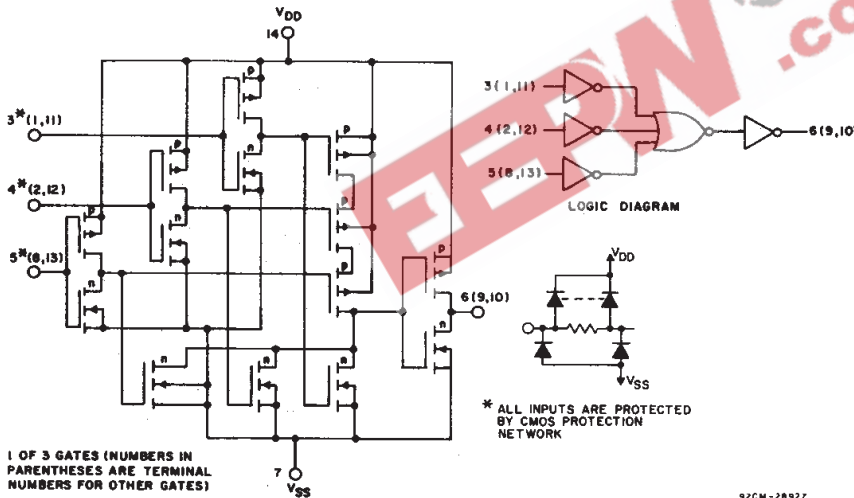 VDD
14
p
3*(1,11)
n
p
4*(2,12)
n
p
5*(8,13)
n
p
p
p
n
n
n
p
n
6(9,10)
7
VSS
1 OF 3 GATES (NUMBERS IN
PARENTHESES ARE TERMINAL
NUMBERS FOR OTHER GATES)
3(1,11)
4(2,12)
5(8,13)
6(9,10)
LOGIC DIAGRAM
VDD
VSS
* ALL INPUTS ARE PROTECTED
BY CMOS PROTECTION
NETWORK
92CM-28927
EEPW
.co